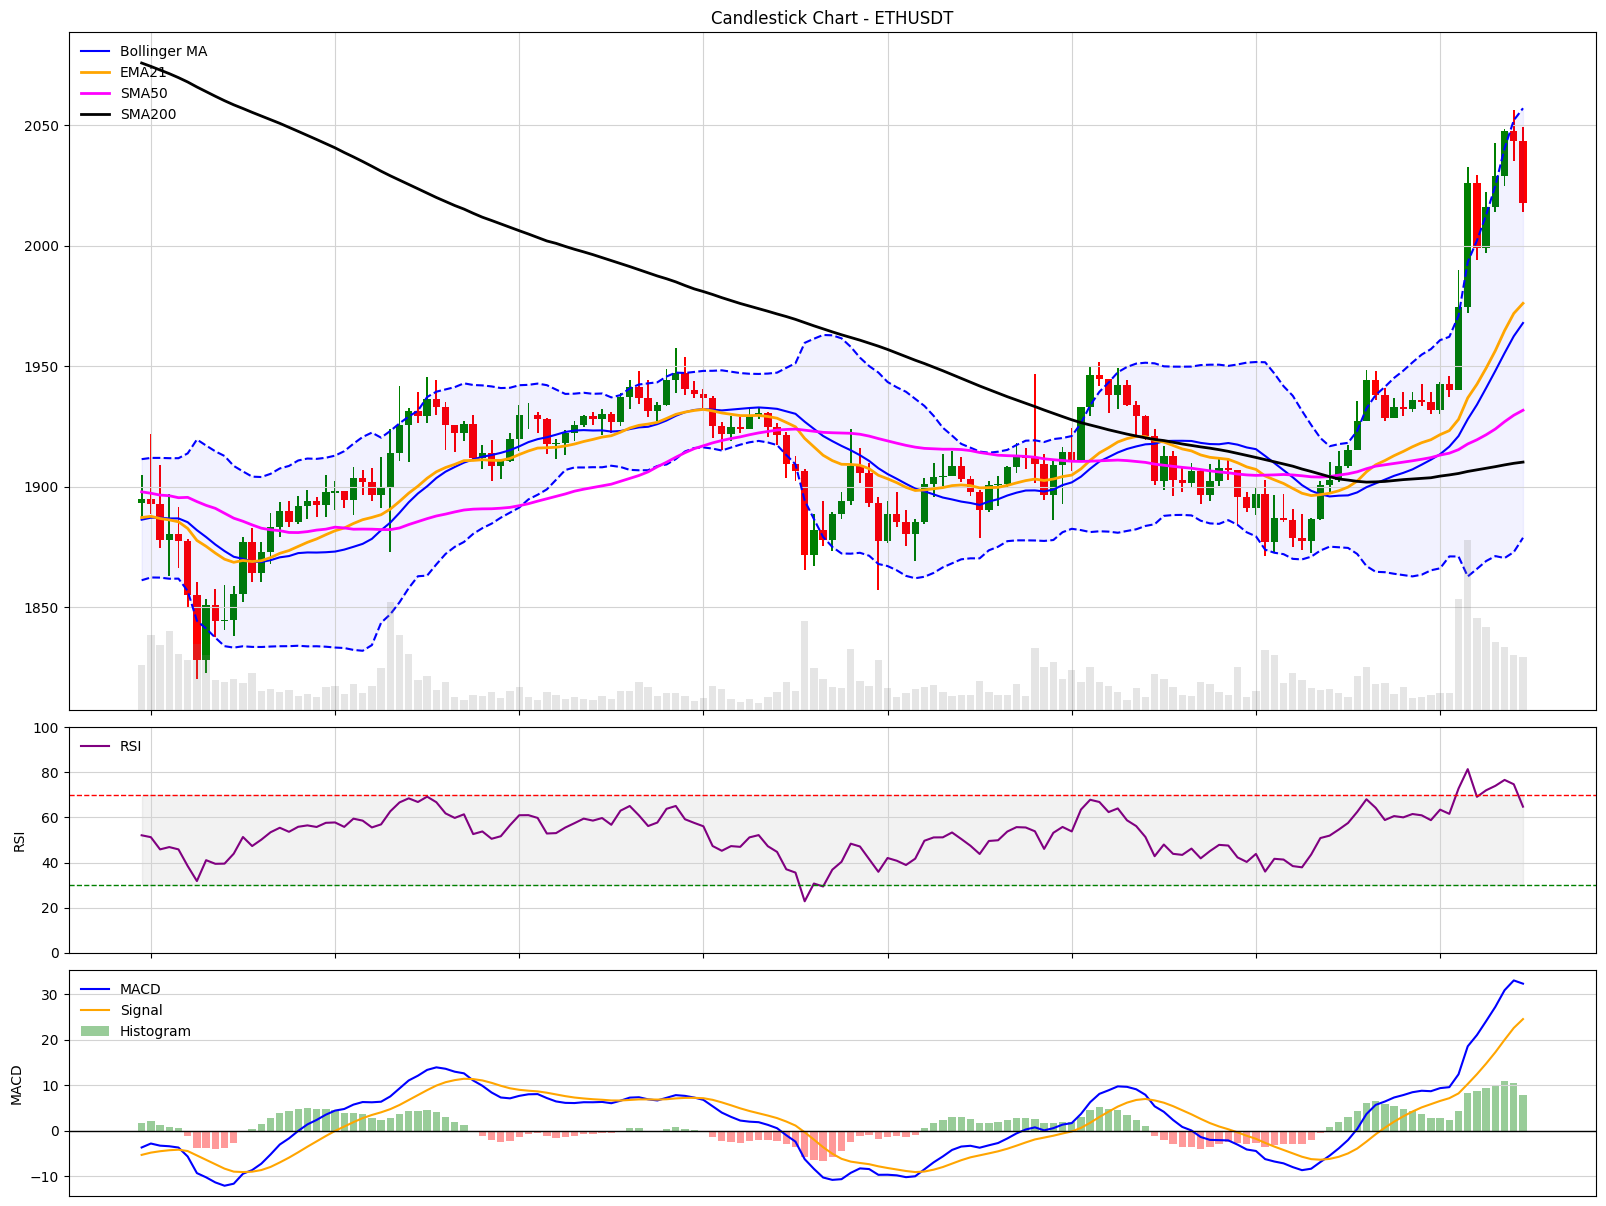 Candlestick Chart - ETHUSDT
Bollinger MA
EMA21
SMA50
SMA200
2050
2000
1950
1900
1850
RSI
100
80
60
40
20
0
RSI
MACD
Signal
Histogram
30
20
10
0
−10
MACD